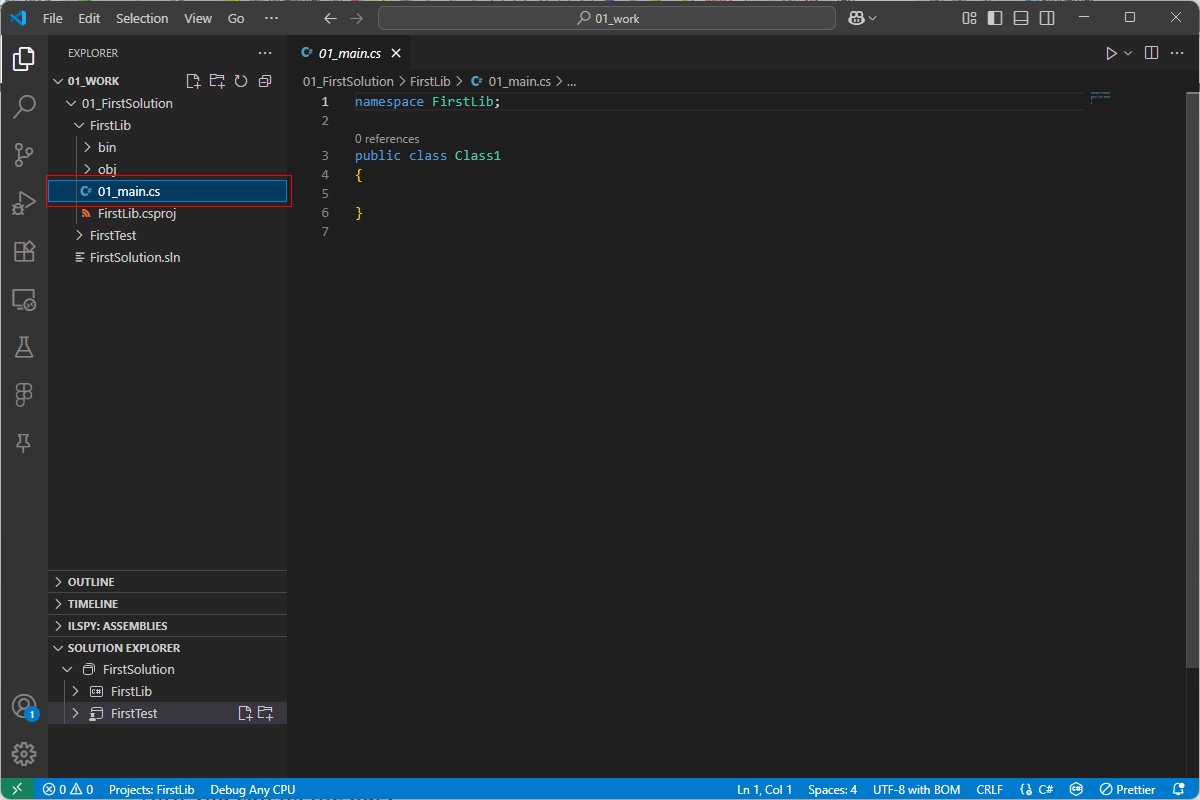 File Edit Selection View Go ··· 01_work
EXPLORER ···
01_WORK
01_FirstSolution
FirstLib
bin
obj
C# 01_main.cs
FirstLib.csproj
FirstTest
FirstSolution.sln
OUTLINE
TIMELINE
ILSPY: ASSEMBLIES
SOLUTION EXPLORER
FirstSolution
C# FirstLib
FirstTest
1
C# 01_main.cs
01_FirstSolution > FirstLib > C# 01_main.cs > ...
1 namespace FirstLib;
2
0 references
3 public class Class1
4 {
5
6 }
7
0 0 Projects: FirstLib Debug Any CPU Ln 1, Col 1 Spaces: 4 UTF-8 with BOM CRLF {} C# Prettier